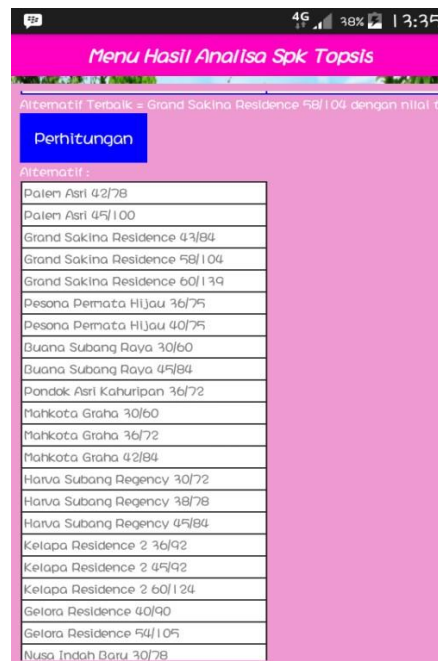 4G 38% 13:35
Menu Hasil Analisa Spk Topsis
Alternatif Terbaik = Grand Sakina Residence 58/104 dengan nilai
Perhitungan
Alternatif :
Palem Asri 42/78
Palem Asri 45/100
Grand Sakina Residence 43/84
Grand Sakina Residence 58/104
Grand Sakina Residence 60/139
Pesona Permata Hijau 36/75
Pesona Permata Hijau 40/75
Buana Subang Raya 30/60
Buana Subang Raya 45/84
Pondok Asri Kahuripan 36/72
Mahkota Graha 30/60
Mahkota Graha 36/72
Mahkota Graha 42/84
Harva Subang Regency 30/72
Harva Subang Regency 38/78
Harva Subang Regency 45/84
Kelapa Residence 2 36/92
Kelapa Residence 2 45/92
Kelapa Residence 2 60/124
Gelora Residence 40/90
Gelora Residence 54/105
Nusa Indah Baru 30/78